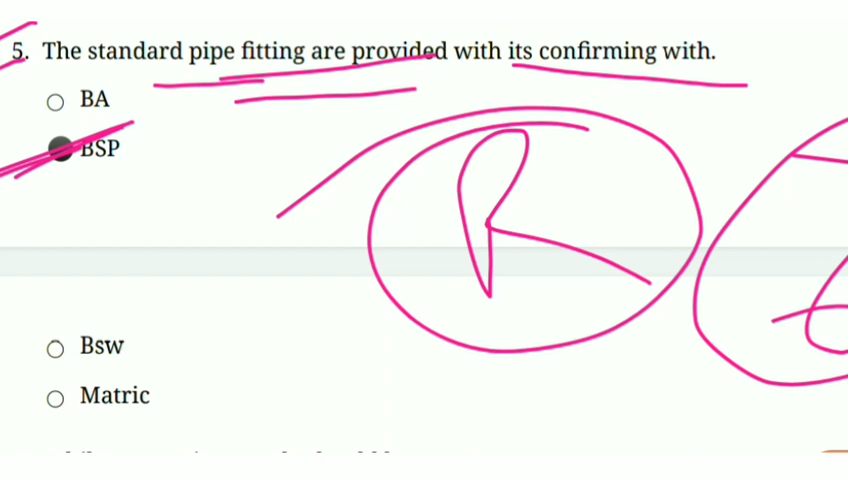 5. The standard pipe fitting are provided with its confirming with.
BA
BSP
R
Bsw
Matric